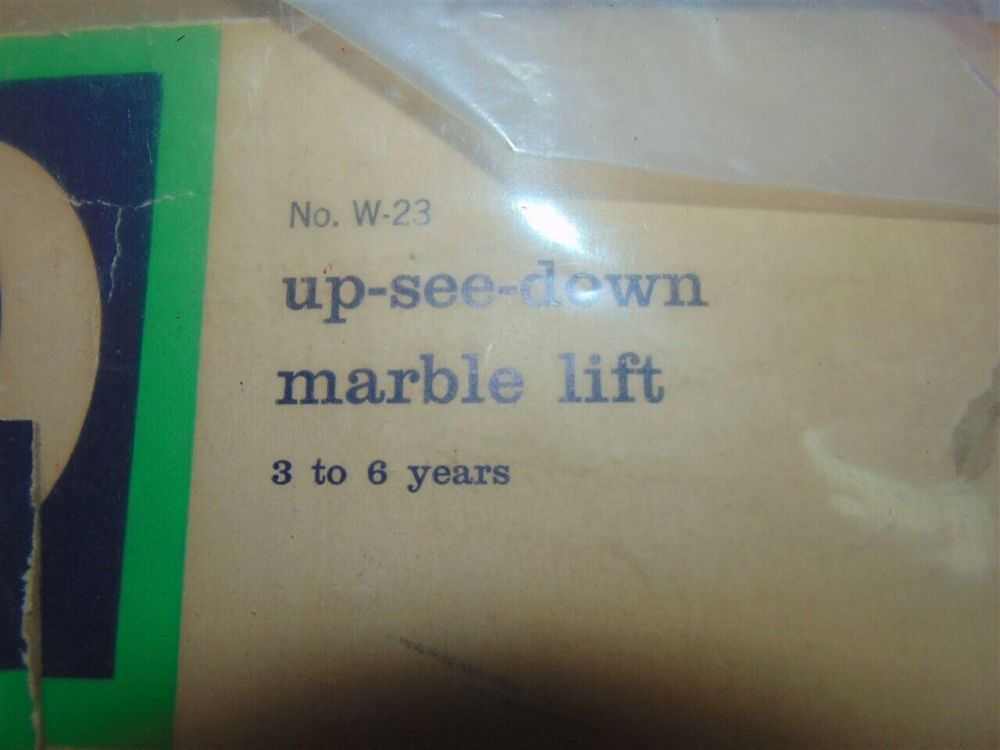 No. W-23
up-see-down
marble lift
3 to 6 years